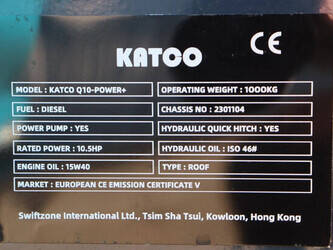 KATCO CE
MODEL : KATCO Q10-POWER+ OPERATING WEIGHT : 1000KG
FUEL : DIESEL CHASSIS NO : 2301104
POWER PUMP : YES HYDRAULIC QUICK HITCH : YES
RATED POWER : 10.5HP HYDRAULIC OIL : ISO 46#
ENGINE OIL : 15W40 TYPE : ROOF
MARKET : EUROPEAN CE EMISSION CERTIFICATE V
Swiftzone International Ltd., Tsim Sha Tsui, Kowloon, Hong Kong